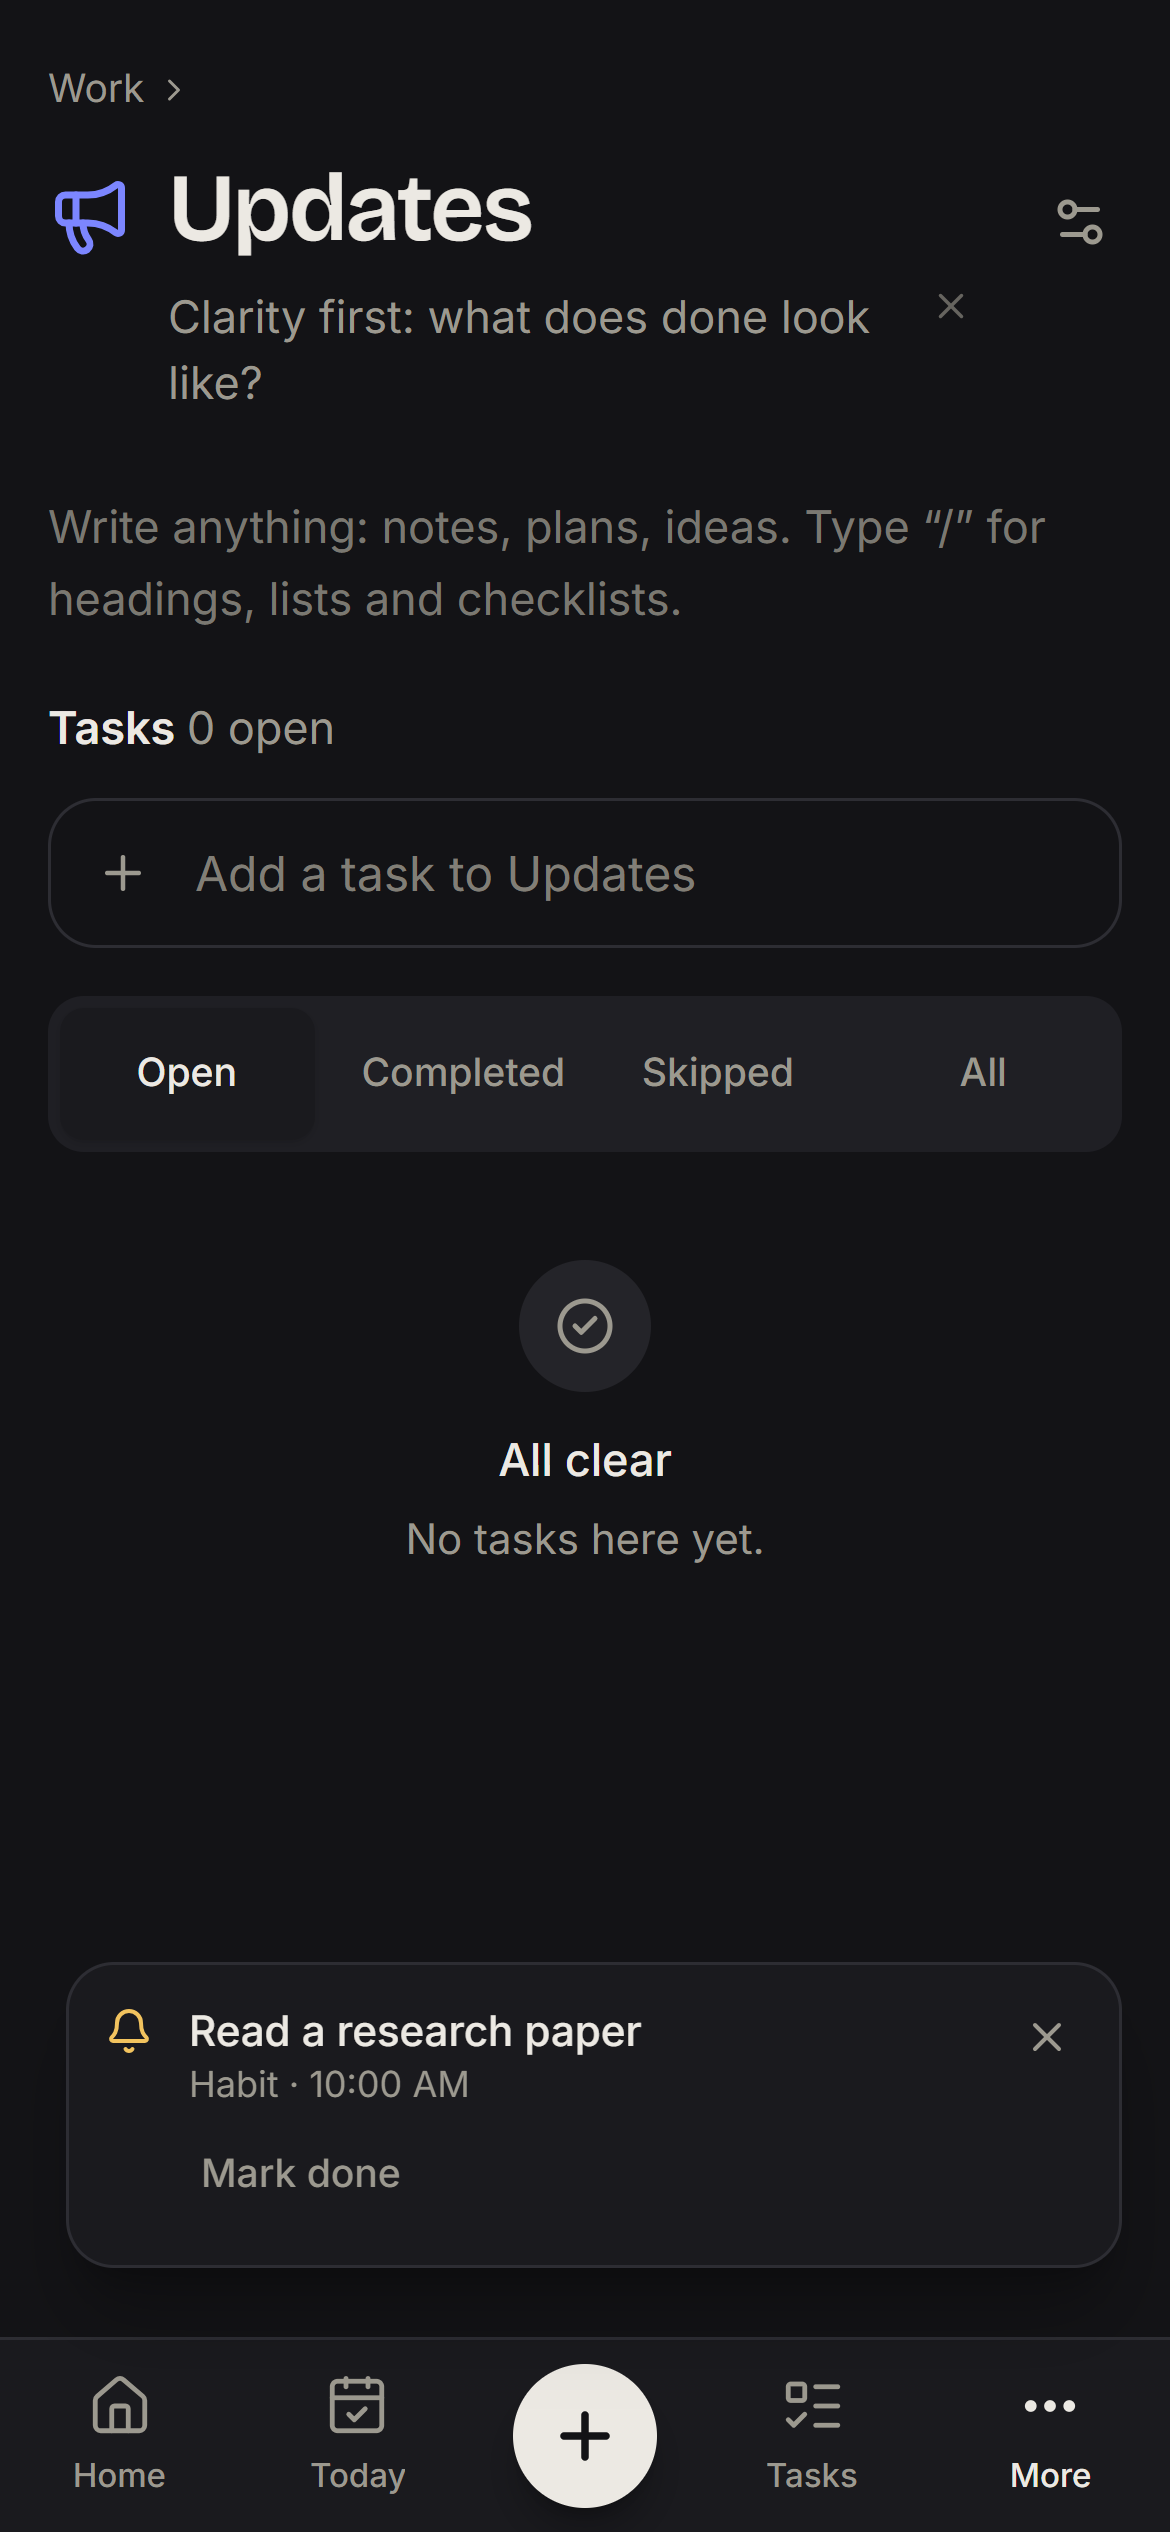 Work
Updates
Clarity first: what does done look
like?
Write anything: notes, plans, ideas. Type “/” for
headings, lists and checklists.
Tasks 0 open
Add a task to Updates
Open Completed Skipped All
All clear
No tasks here yet.
Read a research paper
Habit · 10:00 AM
Mark done
Home Today Tasks More